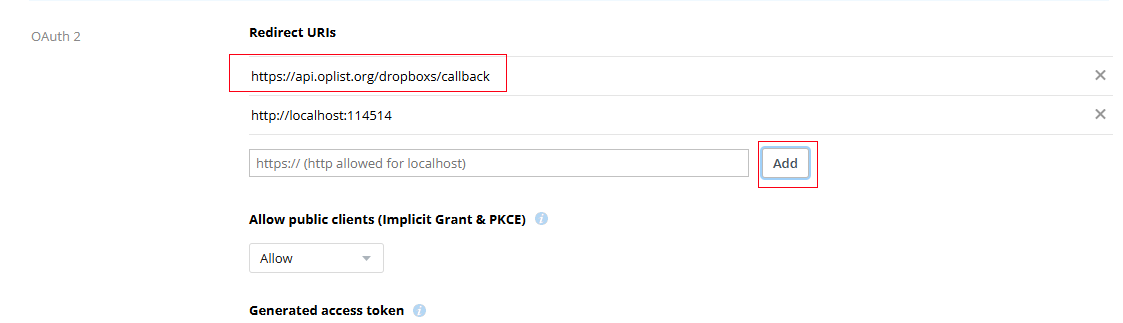 OAuth 2
Redirect URIs
https://api.oplist.org/dropboxs/callback
http://localhost:114514
https:// (http allowed for localhost)
Add
Allow public clients (Implicit Grant & PKCE)
Allow
Generated access token